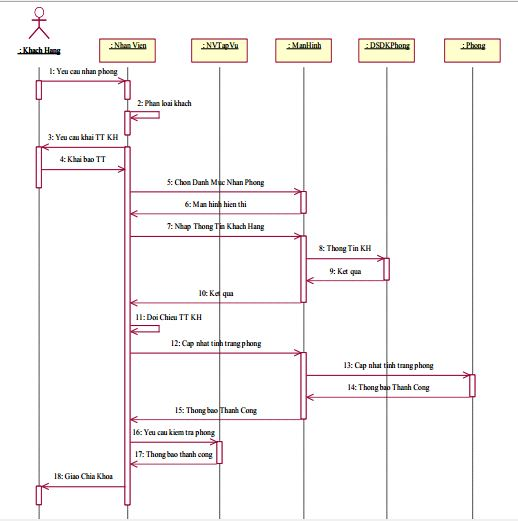 : Khach Hang
: Nhan Vien
: NVTapVu
: ManHinh
: DSDKPhong
: Phong
1: Yeu cau nhan phong
2: Phan loai khach
3: Yeu cau khai TT KH
4: Khai bao TT
5: Chon Danh Muc Nhan Phong
6: Man hinh hien thi
7: Nhap Thong Tin Khach Hang
8: Thong Tin KH
9: Ket qua
10: Ket qua
11: Doi Chieu TT KH
12: Cap nhat tinh trang phong
13: Cap nhat tinh trang phong
14: Thong bao Thanh Cong
15: Thong bao Thanh Cong
16: Yeu cau kiem tra phong
17: Thong bao thanh cong
18: Giao Chia Khoa